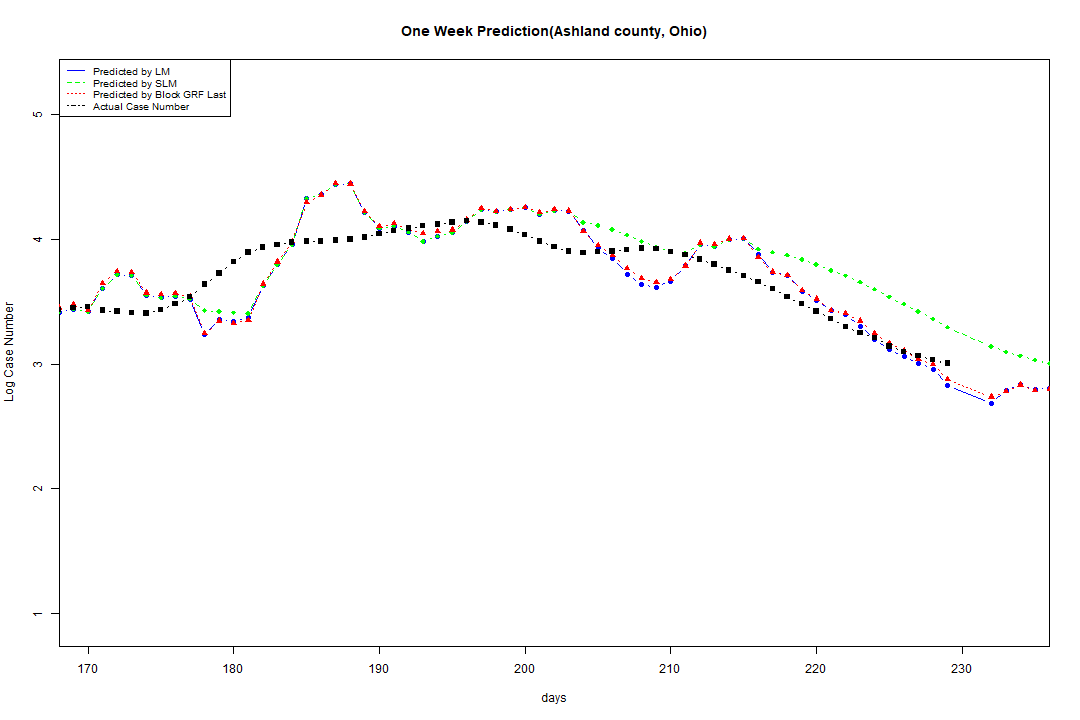 One Week Prediction(Ashland county, Ohio)
Predicted by LM
Predicted by SLM
Predicted by Block GRF Last
Actual Case Number
5
4
3
2
1
Log Case Number
170 180 190 200 210 220 230
days